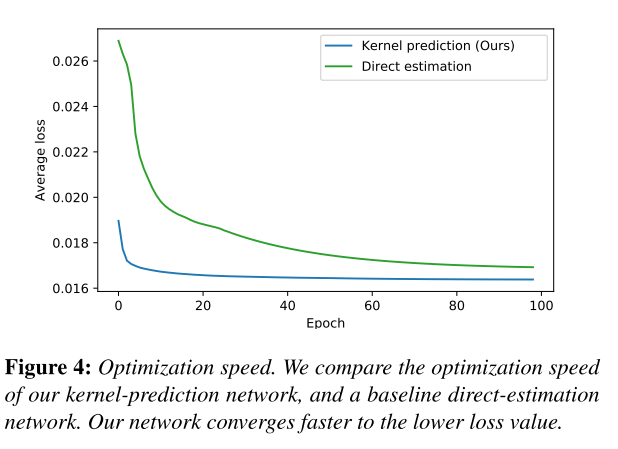 Kernel prediction (Ours)
Direct estimation
0.026
0.024
0.022
0.020
0.018
0.016
Average loss
0
20
40
60
80
100
Epoch
Figure 4: Optimization speed. We compare the optimization speed
of our kernel-prediction network, and a baseline direct-estimation
network. Our network converges faster to the lower loss value.